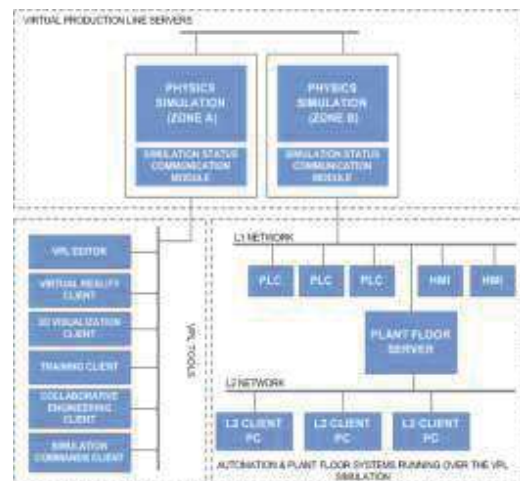 VIRTUAL PRODUCTION LINE SERVERS
PHYSICS
SIMULATION
(ZONE A)
SIMULATION STATUS
COMMUNICATION
MODULE
PHYSICS
SIMULATION
(ZONE B)
SIMULATION STATUS
COMMUNICATION
MODULE
VPL EDITOR
VIRTUAL REALITY
CLIENT
3D VISUALIZATION
CLIENT
TRAINING CLIENT
COLLABORATIVE
ENGINEERING
CLIENT
SIMULATION
COMMANDS CLIENT
VPL TOOLS
L1 NETWORK
PLC
PLC
PLC
HMI
HMI
PLANT FLOOR
SERVER
L2 NETWORK
L2 CLIENT
PC
L2 CLIENT
PC
L2 CLIENT
PC
AUTOMATION & PLANT FLOOR SYSTEMS RUNNING OVER THE VPL
SIMULATION